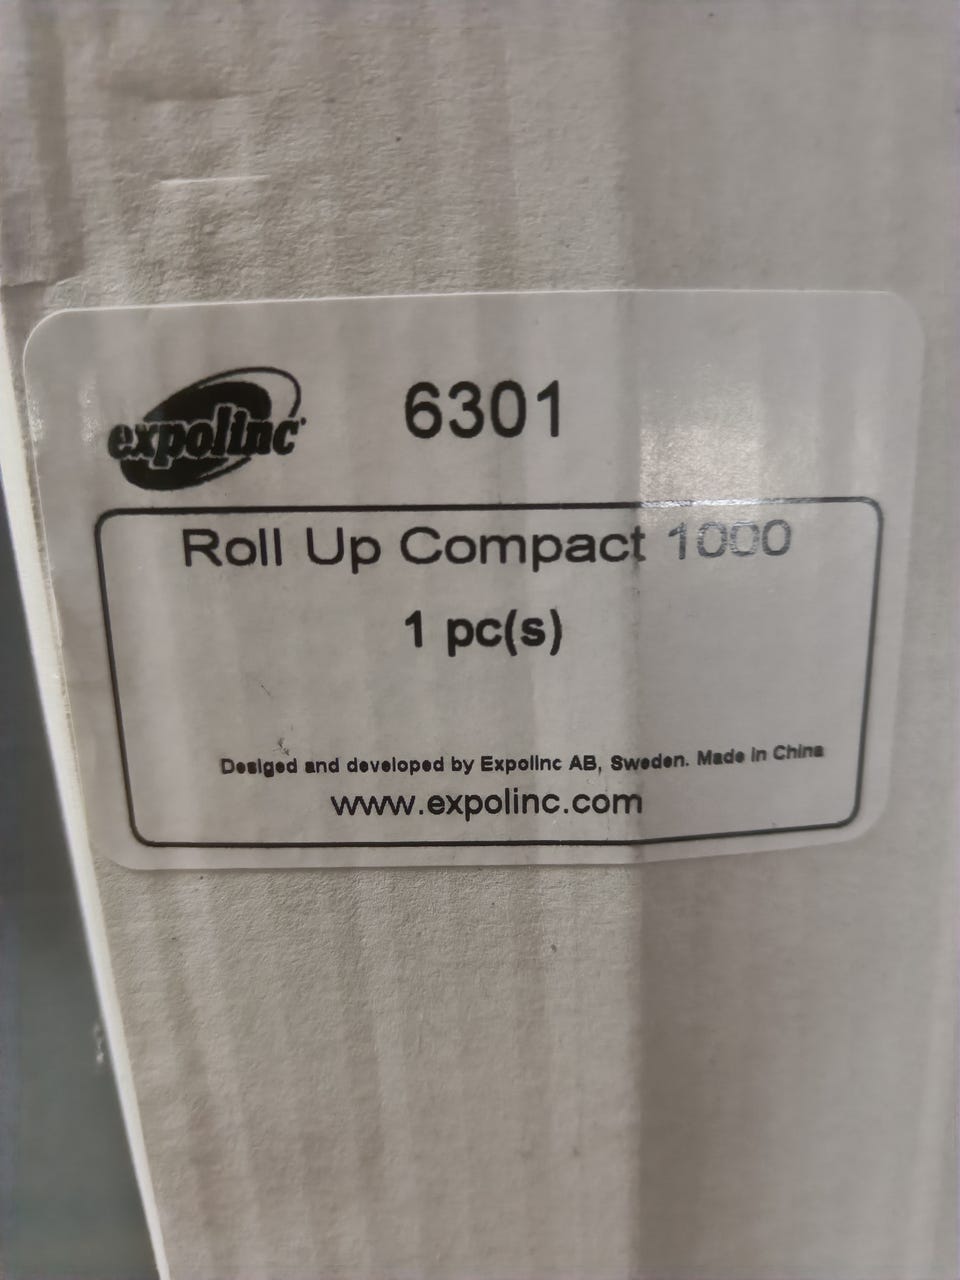 expolinc
6301
Roll Up Compact 1000
1 pc(s)
Desiged and developed by Expolinc AB, Sweden. Made in China
www.expolinc.com